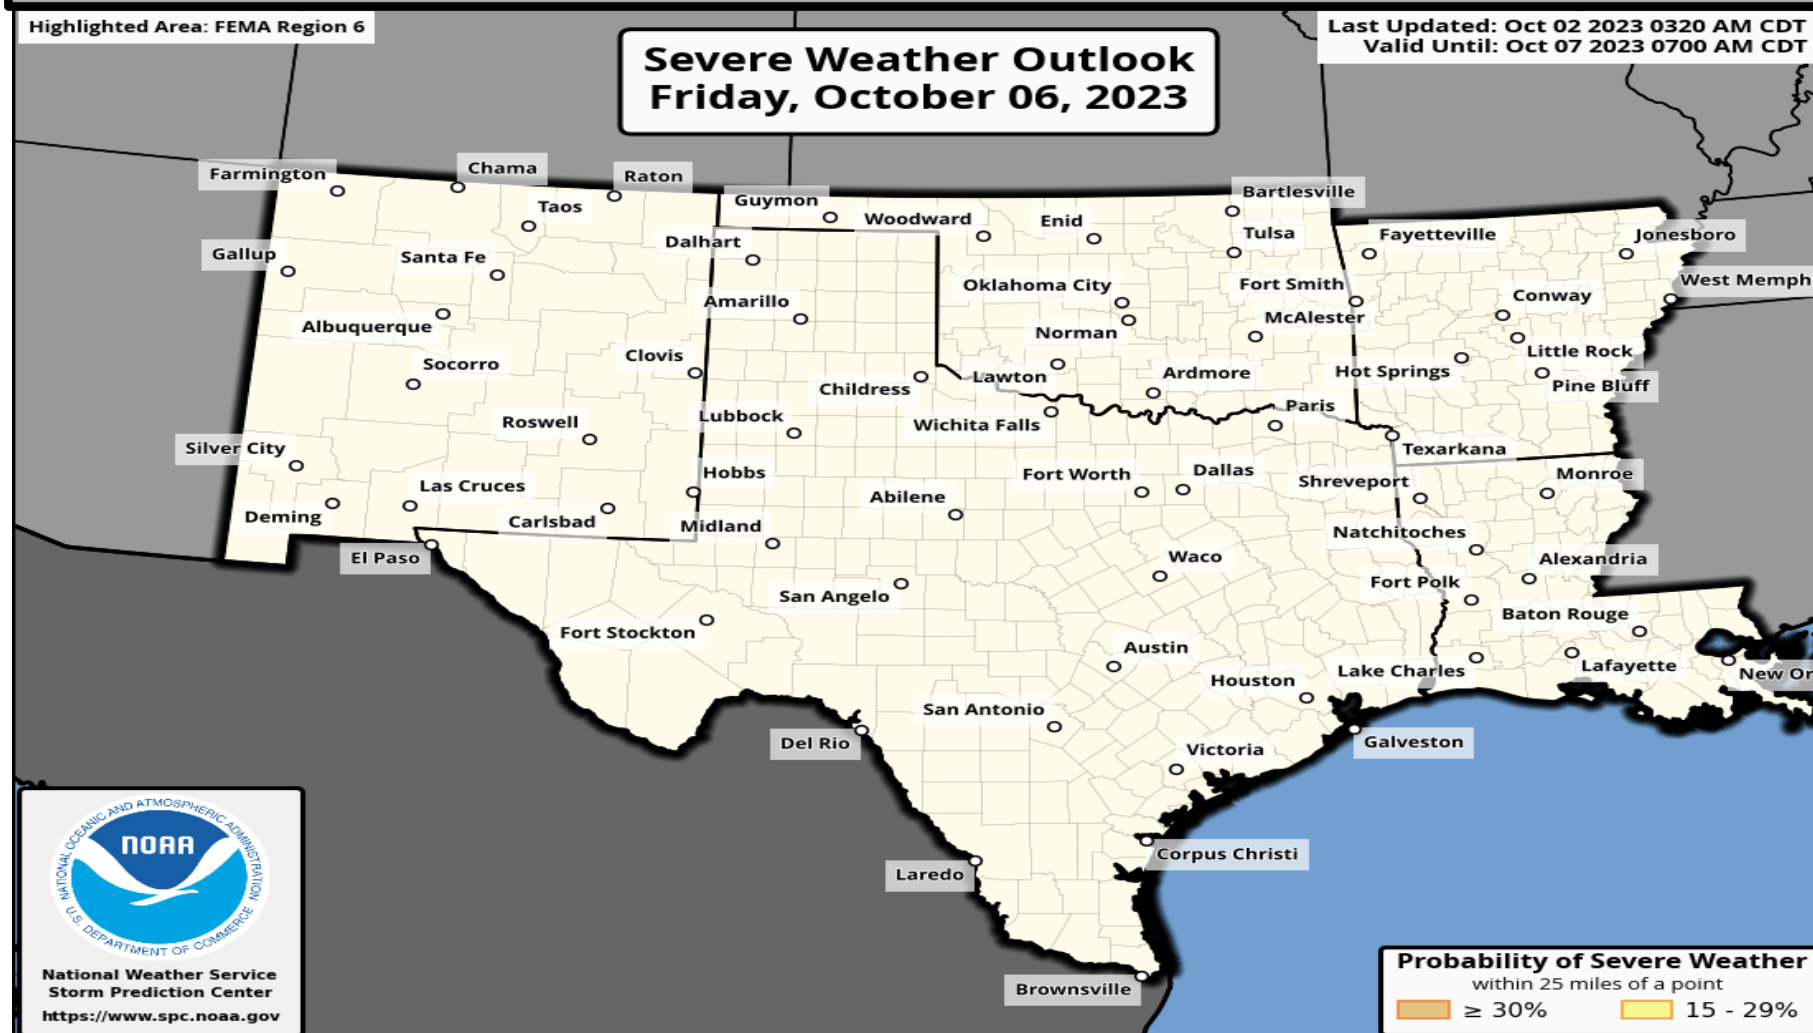 Highlighted Area: FEMA Region 6
Severe Weather Outlook
Friday, October 06, 2023
Last Updated: Oct 02 2023 0320 AM CDT
Valid Until: Oct 07 2023 0700 AM CDT
Farmington
Chama
Raton
Taos
Guymon
Woodward
Enid
Bartlesville
Gallup
Santa Fe
Dalhart
Tulsa
Fayetteville
Jonesboro
Albuquerque
Amarillo
Oklahoma City
Fort Smith
Conway
West Memph
Norman
McAlester
Socorro
Clovis
Childress
Lawton
Ardmore
Hot Springs
Little Rock
Pine Bluff
Roswell
Lubbock
Wichita Falls
Paris
Texarkana
Silver City
Las Cruces
Hobbs
Abilene
Fort Worth
Dallas
Shreveport
Monroe
Deming
Carlsbad
Midland
Natchitoches
El Paso
San Angelo
Waco
Fort Polk
Alexandria
Fort Stockton
Austin
Baton Rouge
Houston
Lake Charles
Lafayette
New Or
San Antonio
Del Rio
Victoria
Galveston
Laredo
Corpus Christi
Brownsville
NATIONAL OCEANIC AND ATMOSPHERIC ADMINISTRATION
NOAA
U.S. DEPARTMENT OF COMMERCE
National Weather Service
Storm Prediction Center
https://www.spc.noaa.gov
Probability of Severe Weather
within 25 miles of a point
≥ 30% 15 - 29%